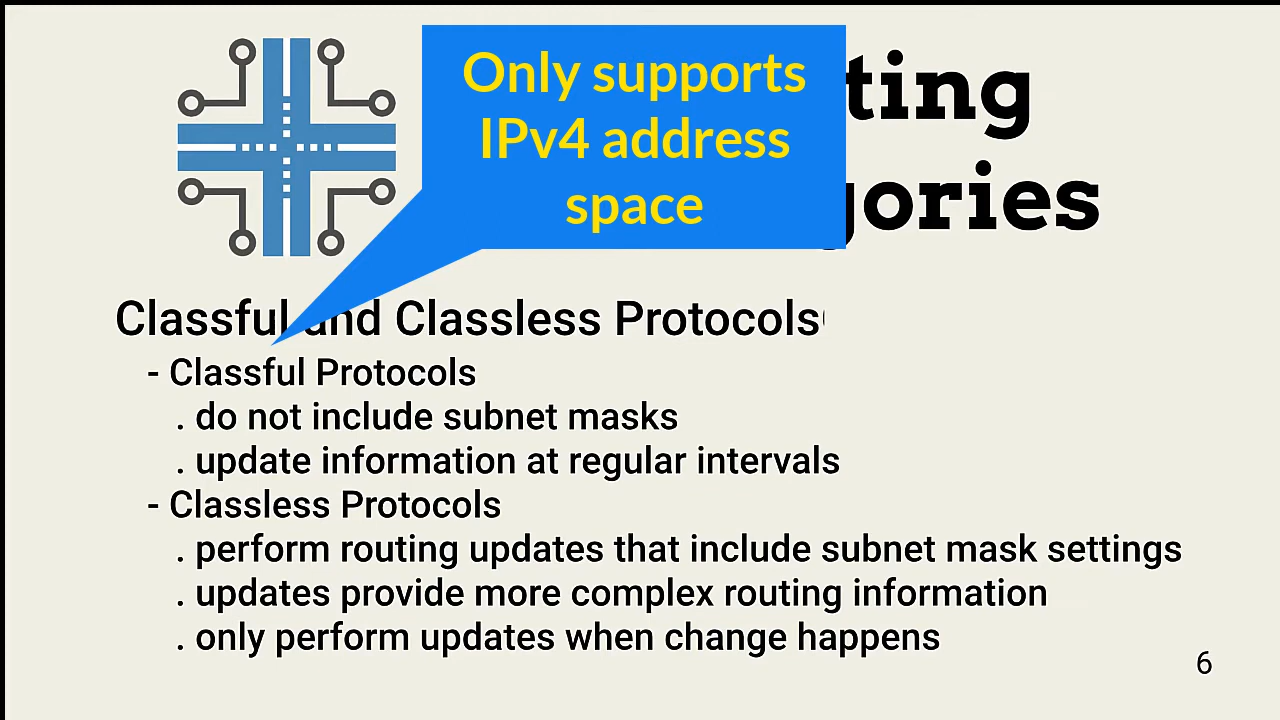 Only supports
IPv4 address
space
ting
gories
Classful and Classless Protocols
- Classful Protocols
. do not include subnet masks
. update information at regular intervals
- Classless Protocols
. perform routing updates that include subnet mask settings
. updates provide more complex routing information
. only perform updates when change happens
6